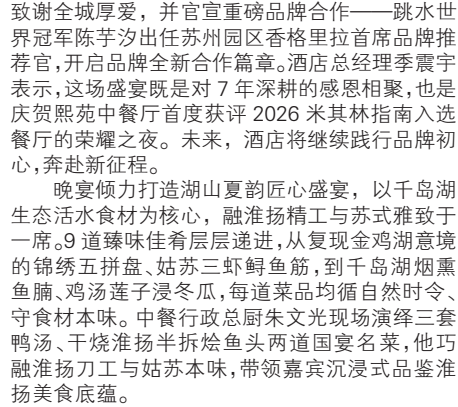 致谢全城厚爱，并官宣重磅品牌合作——跳水世
界冠军陈芋汐出任苏州园区香格里拉首席品牌推
荐官，开启品牌全新合作篇章。酒店总经理季震宇
表示，这场盛宴既是对 7 年深耕的感恩相聚，也是
庆贺熙苑中餐厅首度获评 2026 米其林指南入选
餐厅的荣耀之夜。未来，酒店将继续践行品牌初
心，奔赴新征程。
晚宴倾力打造湖山夏韵匠心盛宴，以千岛湖
生态活水食材为核心，融淮扬精工与苏式雅致于
一席。9 道臻味佳肴层层递进，从复现金鸡湖意境
的锦绣五拼盘、姑苏三虾鲟鱼筋，到千岛湖烟熏
鱼腩、鸡汤莲子浸冬瓜，每道菜品均循自然时令、
守食材本味。中餐行政总厨朱文光现场演绎三套
鸭汤、干烧淮扬半拆烩鱼头两道国宴名菜，他巧
融淮扬刀工与姑苏本味，带领嘉宾沉浸式品鉴淮
扬美食底蕴。